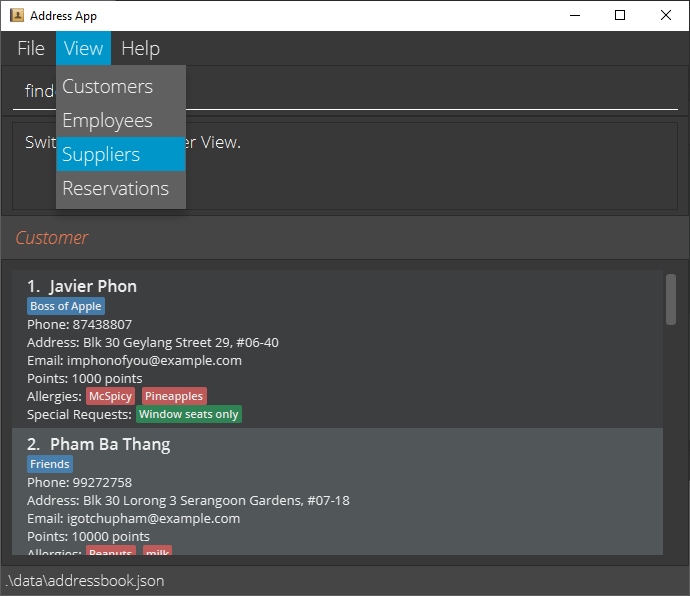 Address App
File View Help
Customers
Employees
Suppliers
Reservations
find
Swit er View.
Customer
1. Javier Phon
Boss of Apple
Phone: 87438807
Address: Blk 30 Geylang Street 29, #06-40
Email: imphonofyou@example.com
Points: 1000 points
Allergies: McSpicy Pineapples
Special Requests: Window seats only
2. Pham Ba Thang
Friends
Phone: 99272758
Address: Blk 30 Lorong 3 Serangoon Gardens, #07-18
Email: igotchupham@example.com
Points: 10000 points
Allergies: Peanuts milk
.\data\addressbook.json